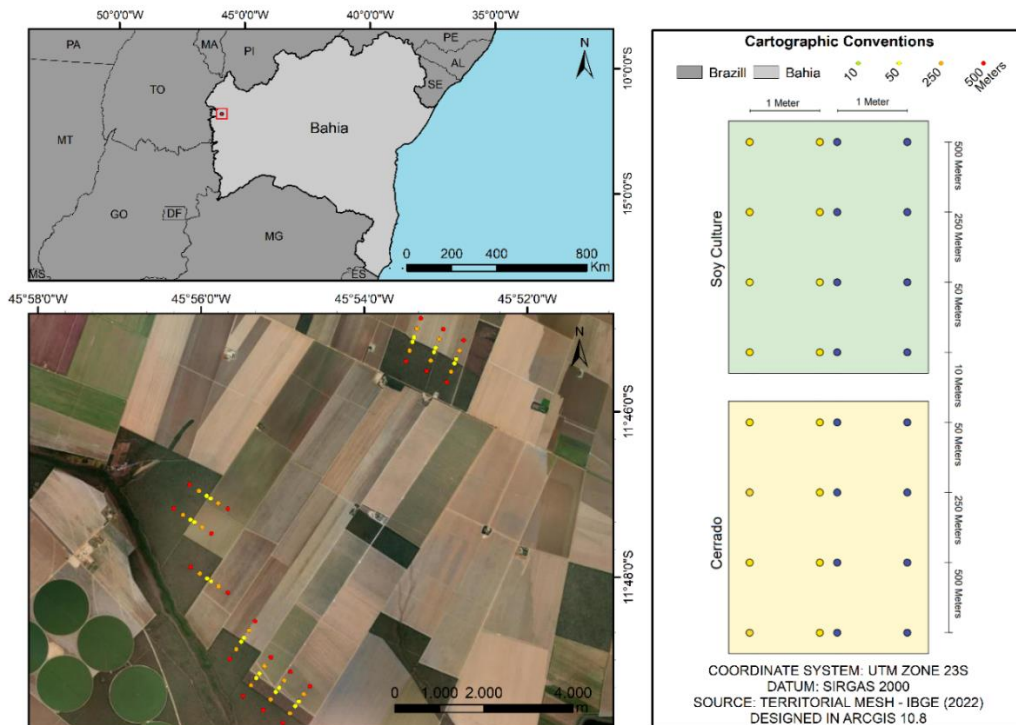 50°0'0"W 45°0'0"W 40°0'0"W 35°0'0"W
PA
MA
PI
PE
AL
SE
TO
N
10°0'0"S
Bahia
MT
15°0'0"S
GO
DF
MG
MS
ES
0 200 400 800
Km
45°58'0"W 45°56'0"W 45°54'0"W 45°52'0"W
N
11°46'0"S
11°48'0"S
0 1,000 2.000 4.000
m
Cartographic Conventions
Brazill Bahia 10 50 250 500 Meters
1 Meter 1 Meter
Soy Culture
500 Meters
250 Meters
50 Meters
10 Meters
Cerrado
50 Meters
250 Meters
500 Meters
COORDINATE SYSTEM: UTM ZONE 23S
DATUM: SIRGAS 2000
SOURCE: TERRITORIAL MESH - IBGE (2022)
DESIGNED IN ARCGIS 10.8